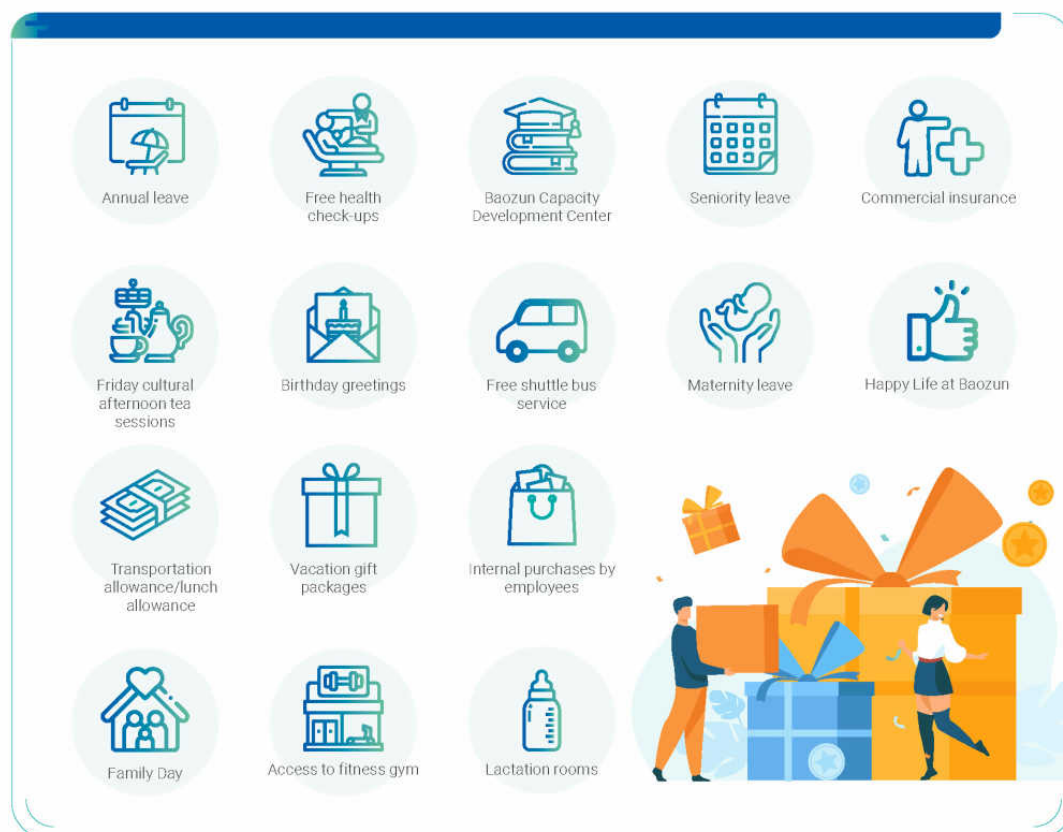 Annual leave
Free health
check-ups
Baozun Capacity
Development Center
Seniority leave
Commercial insurance
Friday cultural
afternoon tea
sessions
Birthday greetings
Free shuttle bus
service
Maternity leave
Happy Life at Baozun
Transportation
allowance/lunch
allowance
Vacation gift
packages
Internal purchases by
employees
Family Day
Access to fitness gym
Lactation rooms